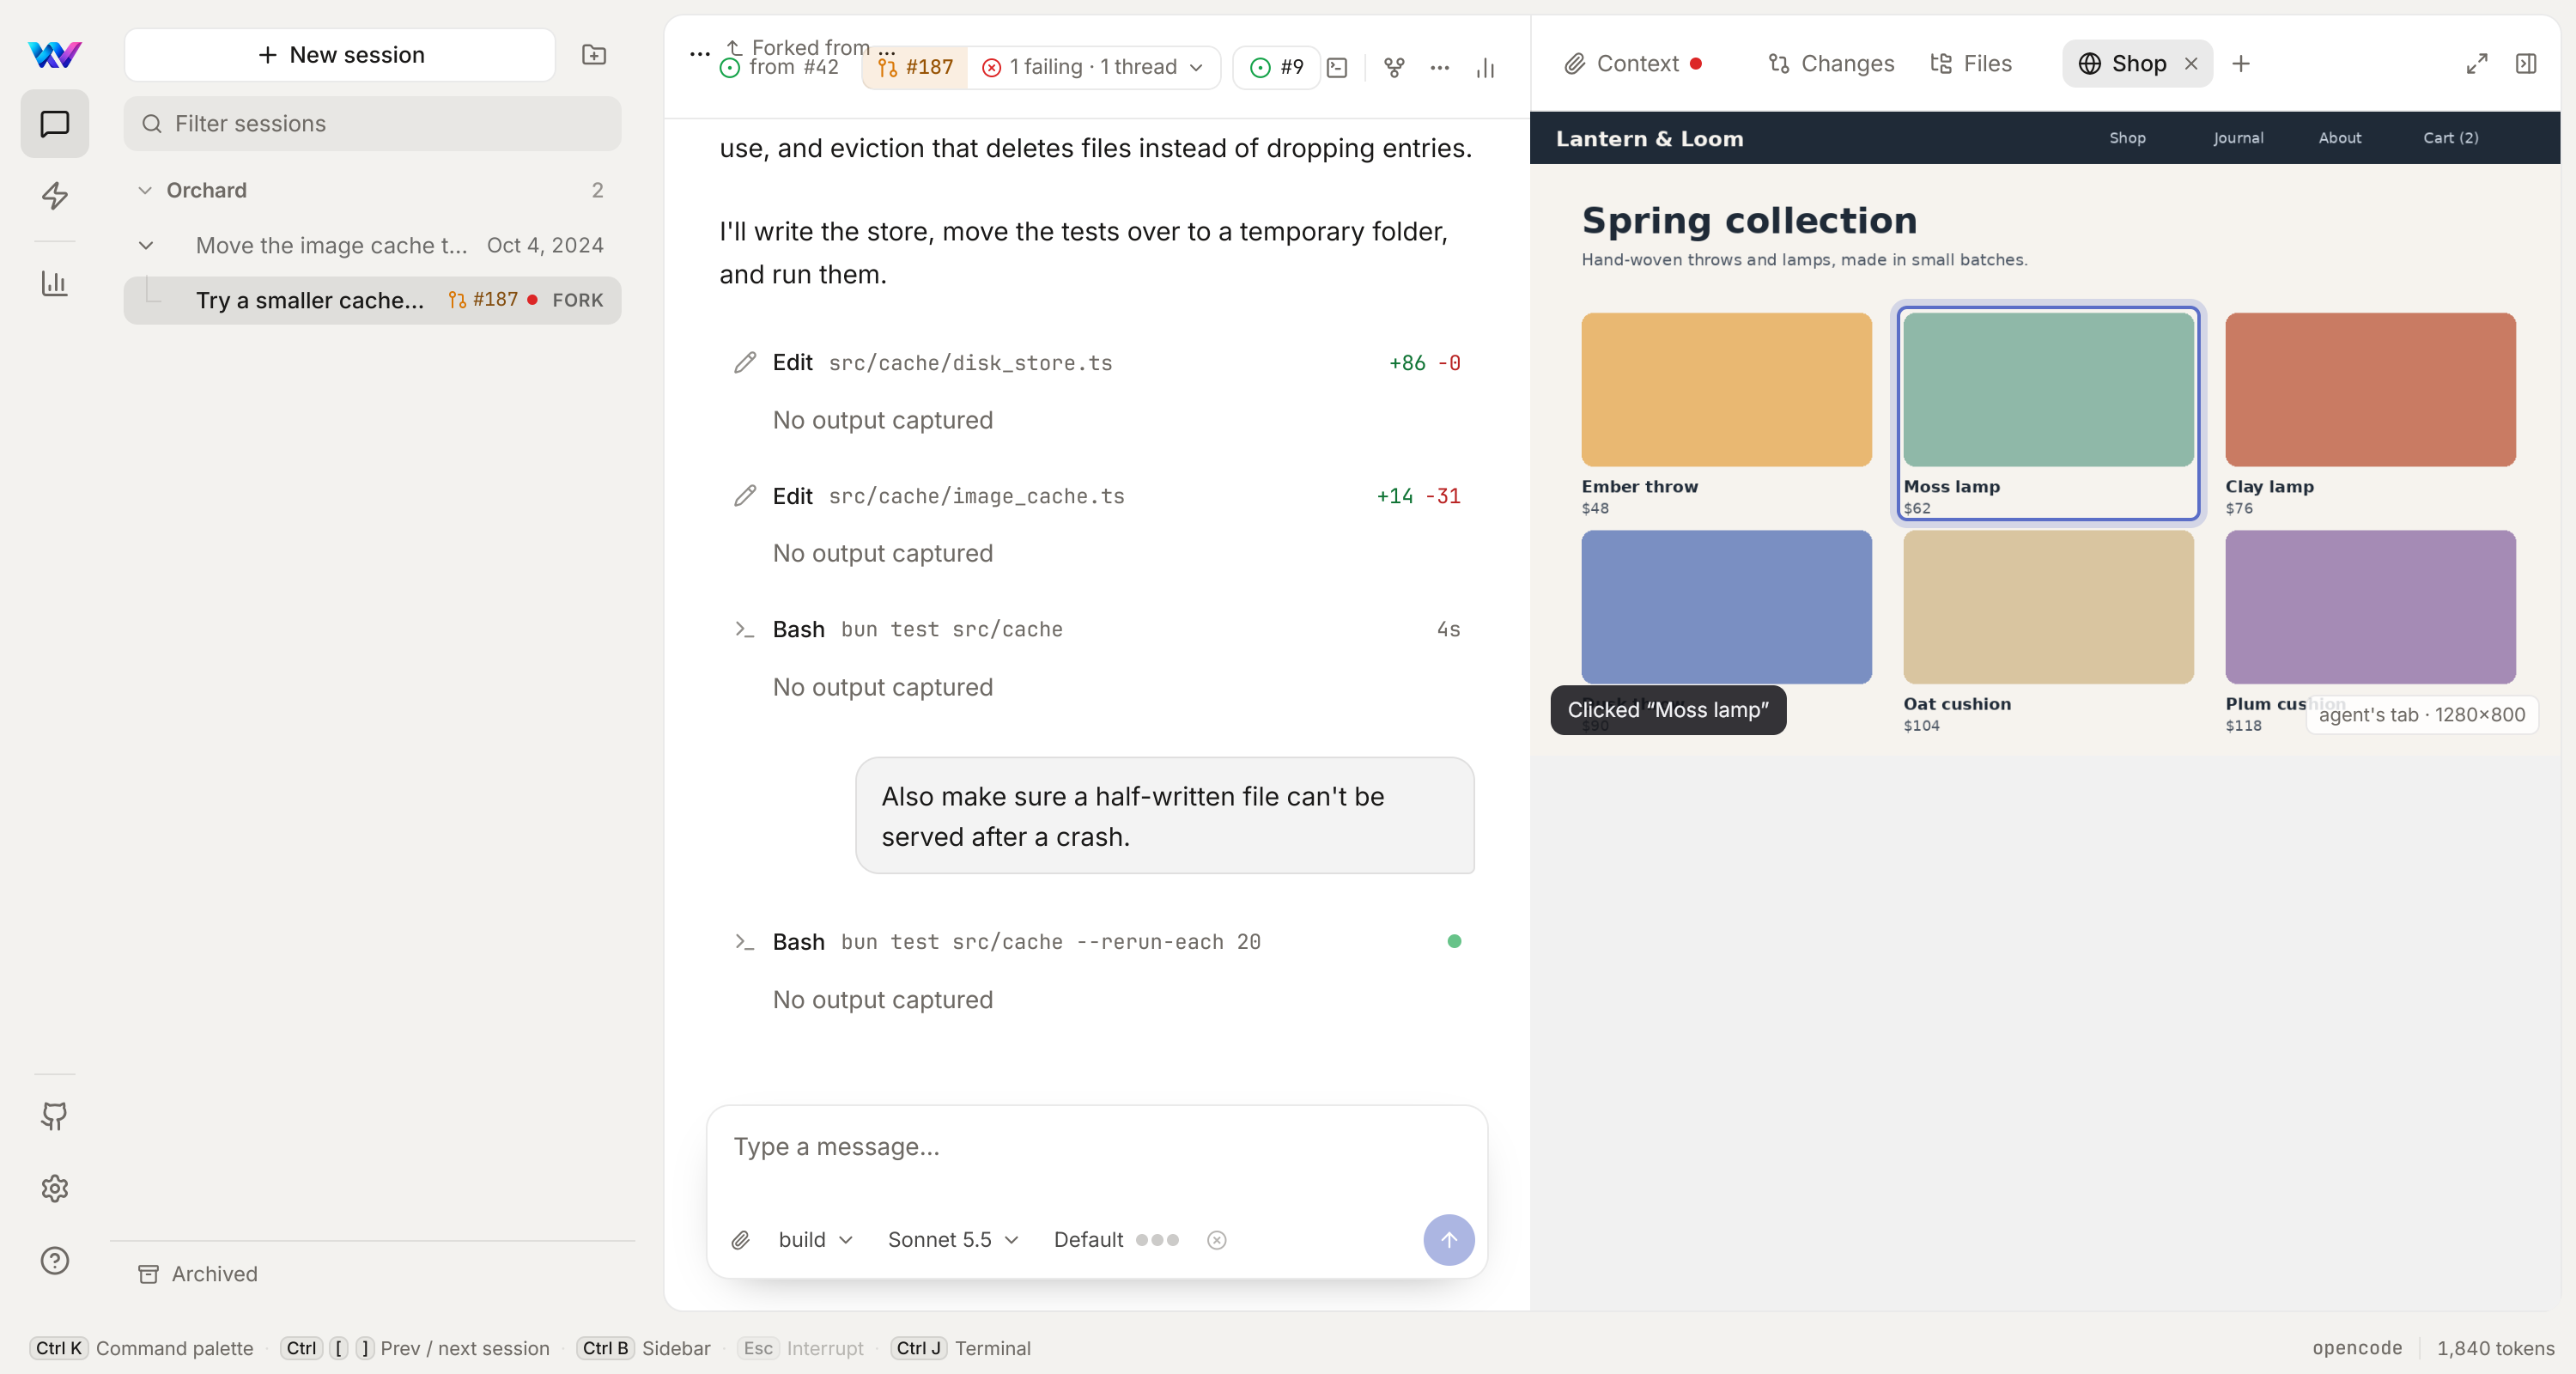 New session
Filter sessions
Orchard 2
Move the image cache t... Oct 4, 2024
Try a smaller cache... #187 FORK
Archived
Forked from ...
from #42 #187 1 failing · 1 thread #9
use, and eviction that deletes files instead of dropping entries.
I'll write the store, move the tests over to a temporary folder,
and run them.
Edit src/cache/disk_store.ts +86 -0
No output captured
Edit src/cache/image_cache.ts +14 -31
No output captured
Bash bun test src/cache 4s
No output captured
Also make sure a half-written file can't be
served after a crash.
Bash bun test src/cache --rerun-each 20
No output captured
Type a message...
build Sonnet 5.5 Default
Context Changes Files Shop
Lantern & Loom Shop Journal About Cart (2)
Spring collection
Hand-woven throws and lamps, made in small batches.
Ember throw Moss lamp Clay lamp
$48 $62 $76
Oat cushion Plum cushion
$90 $104 $118
Clicked “Moss lamp”
agent's tab · 1280×800
Ctrl K Command palette · Ctrl [ ] Prev / next session · Ctrl B Sidebar · Esc Interrupt · Ctrl J Terminal
opencode 1,840 tokens